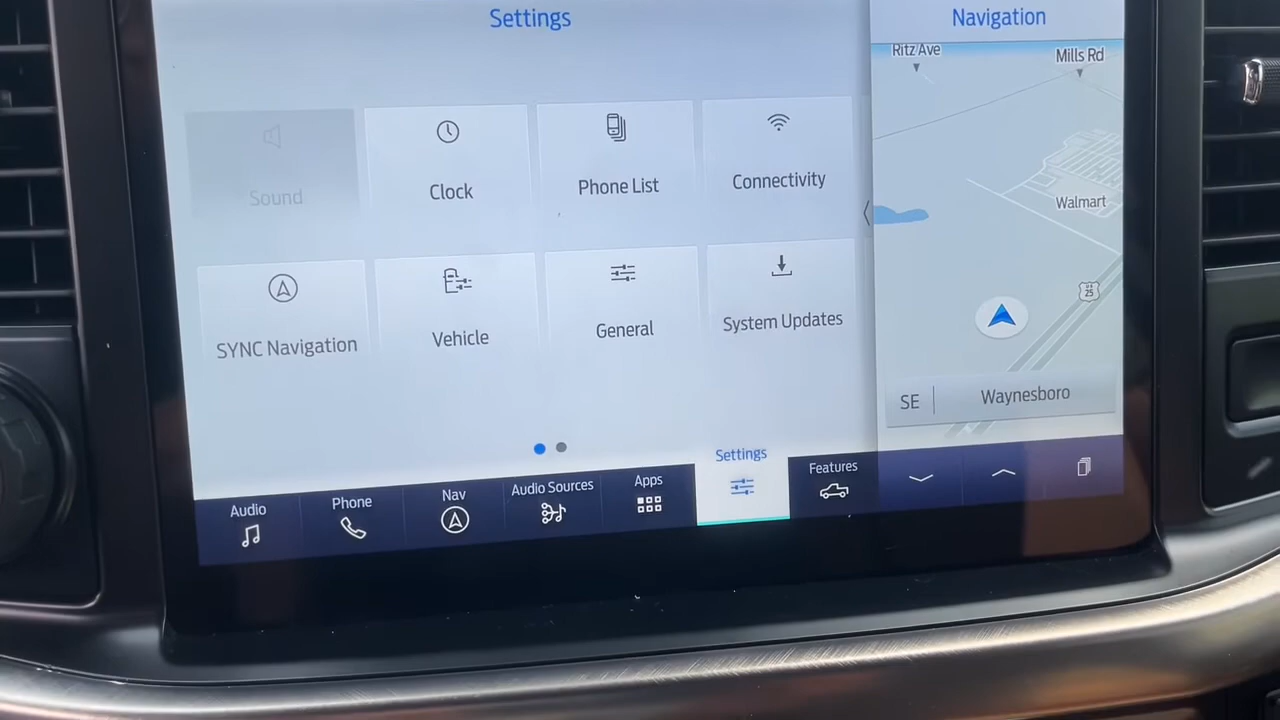 Settings
Navigation
Ritz Ave
Mills Rd
Sound
Clock
Phone List
Connectivity
Walmart
SYNC Navigation
Vehicle
General
System Updates
25
SE
Waynesboro
Audio
Phone
Nav
Audio Sources
Apps
Settings
Features